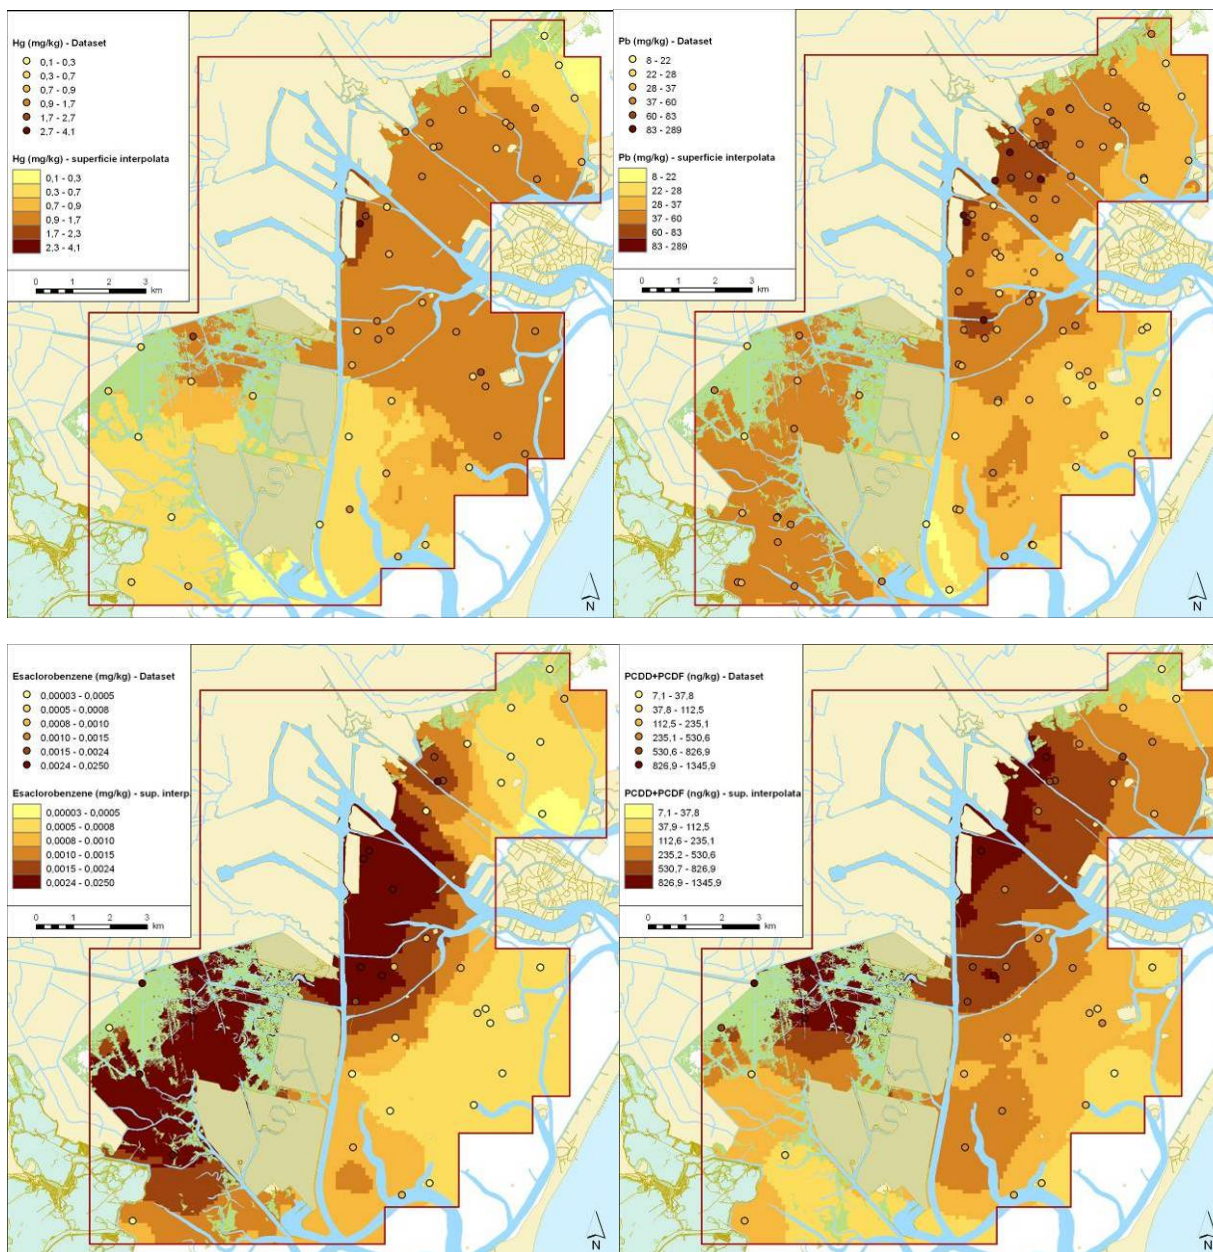 Hg (mg/kg) - Dataset
0,1 - 0,3
0,3 - 0,7
0,7 - 0,9
0,9 - 1,7
1,7 - 2,7
2,7 - 4,1
Hg (mg/kg) - superficie interpolata
0,1 - 0,3
0,3 - 0,7
0,7 - 0,9
0,9 - 1,7
1,7 - 2,3
2,3 - 4,1
0 1 2 3
km
N
Pb (mg/kg) - Dataset
8 - 22
22 - 28
28 - 37
37 - 60
60 - 83
83 - 289
Pb (mg/kg) - superficie interpolata
8 - 22
22 - 28
28 - 37
37 - 60
60 - 83
83 - 289
0 1 2 3
km
N
Esaclorobenzene (mg/kg) - Dataset
0,00003 - 0,0005
0,0005 - 0,0008
0,0008 - 0,0010
0,0010 - 0,0015
0,0015 - 0,0024
0,0024 - 0,0250
Esaclorobenzene (mg/kg) - sup. interp.
0,00003 - 0,0005
0,0005 - 0,0008
0,0008 - 0,0010
0,0010 - 0,0015
0,0015 - 0,0024
0,0024 - 0,0250
0 1 2 3
km
N
PCDD+PCDF (ng/kg) - Dataset
7,1 - 37,8
37,8 - 112,5
112,5 - 235,1
235,1 - 530,6
530,6 - 826,9
826,9 - 1345,9
PCDD+PCDF (ng/kg) - sup. interpolata
7,1 - 37,8
37,9 - 112,5
112,6 - 235,1
235,2 - 530,6
530,7 - 826,9
826,9 - 1345,9
0 1 2 3
km
N